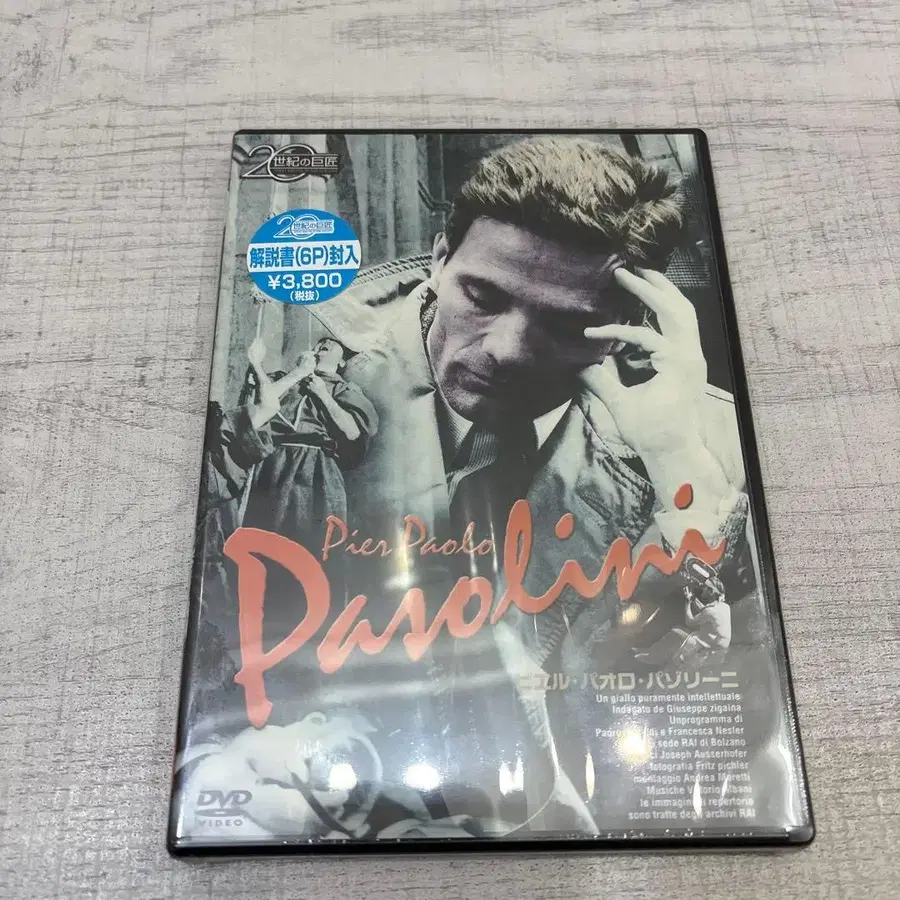 20世紀の巨匠
20世紀の巨匠
解説書(6P)封入
¥3,800
(税抜)
Pier Paolo
Pasolini
ピエル・パオロ・パゾリーニ
Un giallo puramente intellettuale
Indagato de Giuseppe zigaina
Unprogramma di
e Francesca Nesler
sede RAI di Bolzano
Joseph Ausserhofer
fotografia Fritz pichler
montaggio Andrea Moretti
Musiche Vittorio Albani
le immagini di repertorio
sono tratte degli archivi RAI
DVD
VIDEO